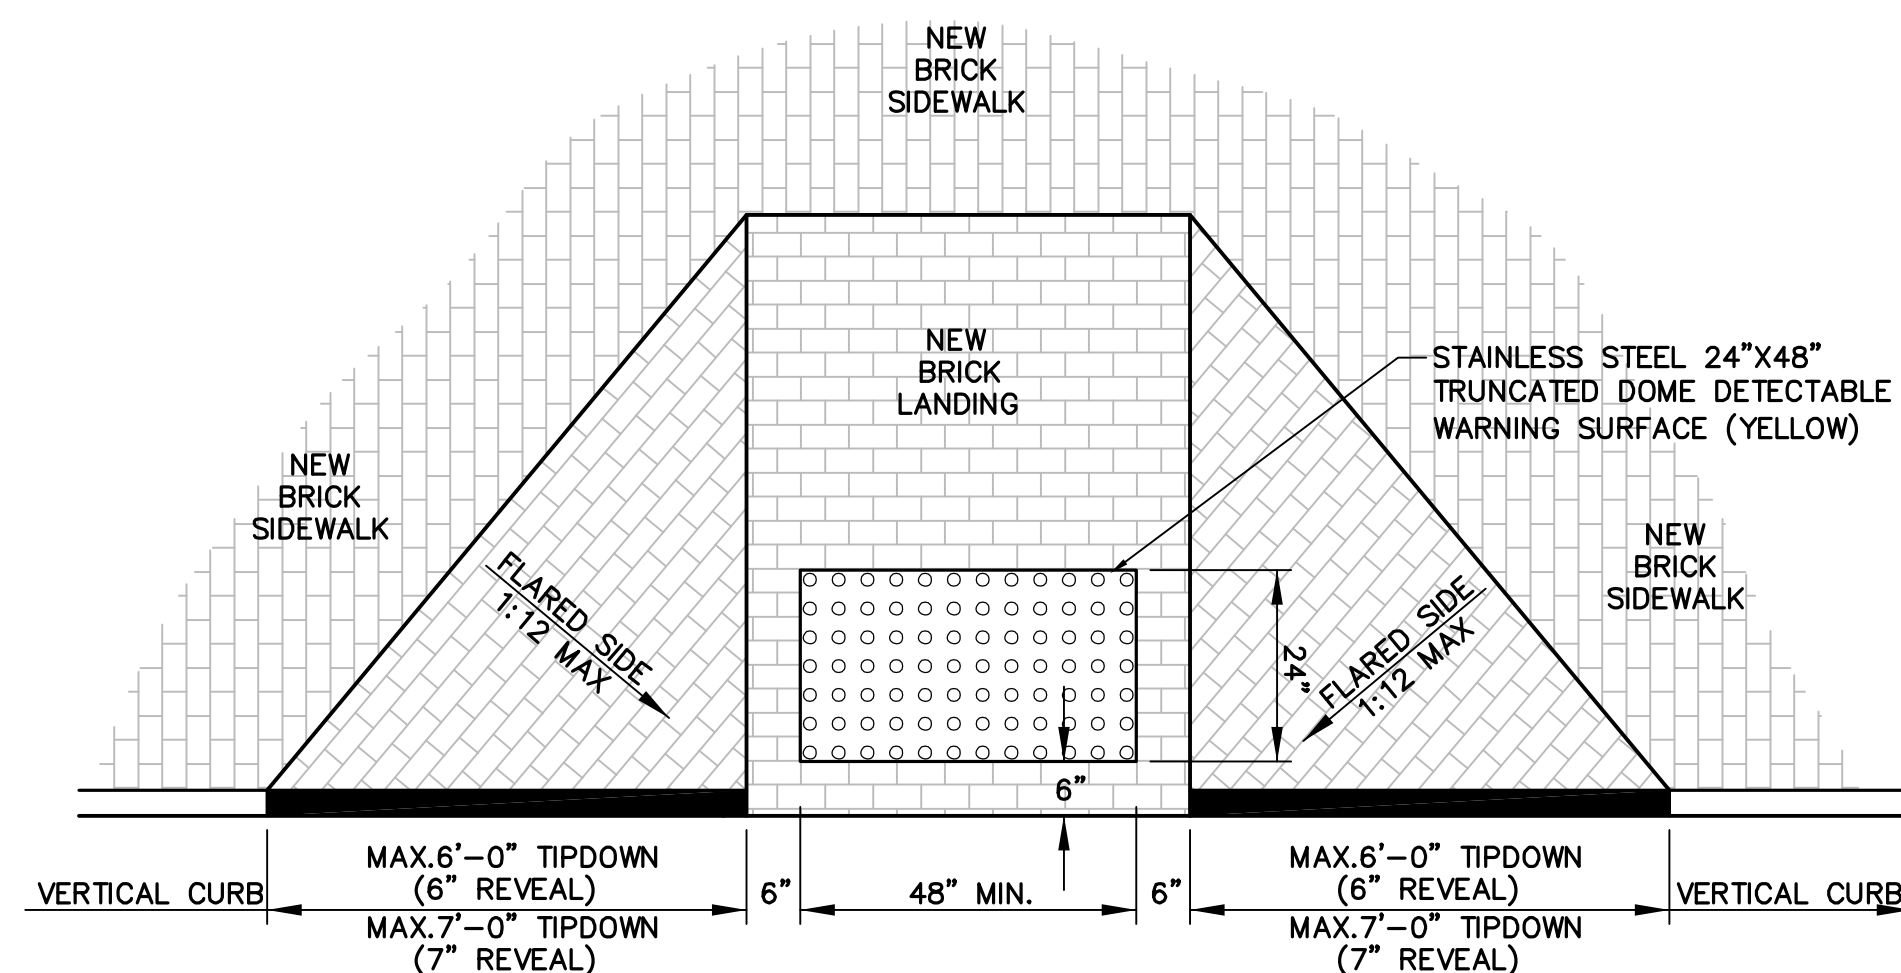 NEW
BRICK
SIDEWALK
NEW
BRICK
LANDING
STAINLESS STEEL 24"X48"
TRUNCATED DOME DETECTABLE
WARNING SURFACE (YELLOW)
NEW
BRICK
SIDEWALK
NEW
BRICK
SIDEWALK
FLARED SIDE
1:12 MAX
24"
FLARED SIDE
1:12 MAX
6"
VERTICAL CURB
MAX.6'-0" TIPDOWN
(6" REVEAL)
MAX.7'-0" TIPDOWN
(7" REVEAL)
6"
48" MIN.
6"
MAX.6'-0" TIPDOWN
(6" REVEAL)
MAX.7'-0" TIPDOWN
(7" REVEAL)
VERTICAL CURB